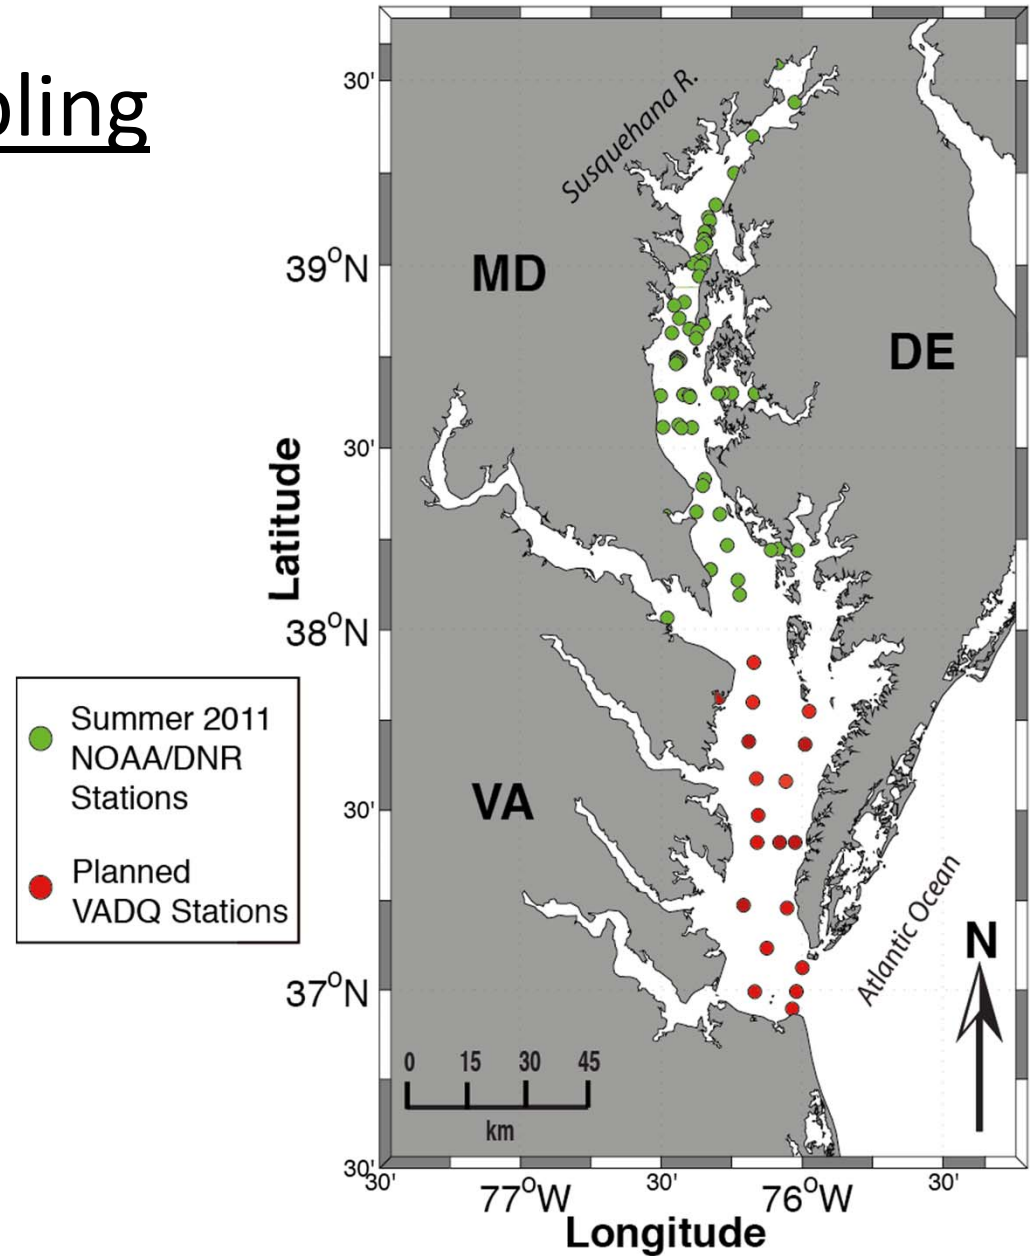 pling
Susquehana R.
30'
39°N
MD
DE
30'
Latitude
38°N
Summer 2011
NOAA/DNR
Stations
VA
30'
Planned
VADQ Stations
Atlantic Ocean
N
37°N
0 15 30 45
km
30'
30' 77°W 30' 76°W 30'
Longitude